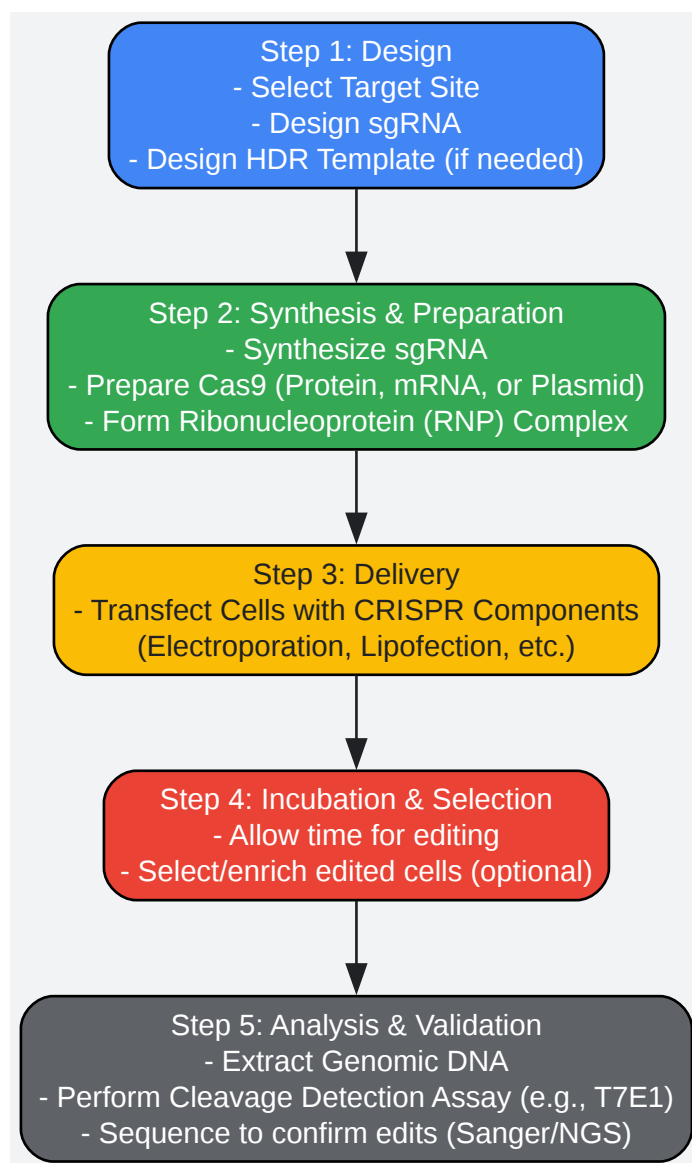 Step 1: Design
- Select Target Site
- Design sgRNA
- Design HDR Template (if needed)
Step 2: Synthesis & Preparation
- Synthesize sgRNA
- Prepare Cas9 (Protein, mRNA, or Plasmid)
- Form Ribonucleoprotein (RNP) Complex
Step 3: Delivery
- Transfect Cells with CRISPR Components
(Electroporation, Lipofection, etc.)
Step 4: Incubation & Selection
- Allow time for editing
- Select/enrich edited cells (optional)
Step 5: Analysis & Validation
- Extract Genomic DNA
- Perform Cleavage Detection Assay (e.g., T7E1)
- Sequence to confirm edits (Sanger/NGS)